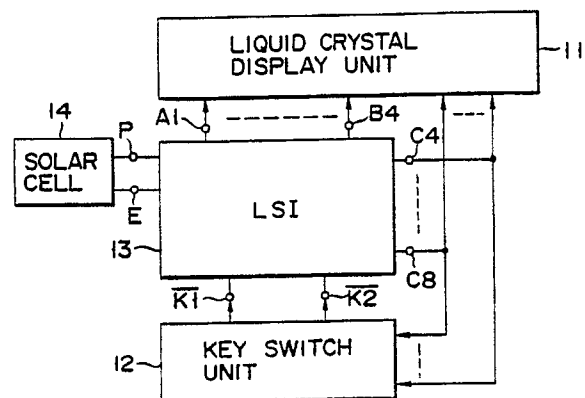 LIQUID CRYSTAL
DISPLAY UNIT
11
14
A1
B4
P
SOLAR
CELL
E
C4
LSI
13
C8
K1
K2
12
KEY SWITCH
UNIT